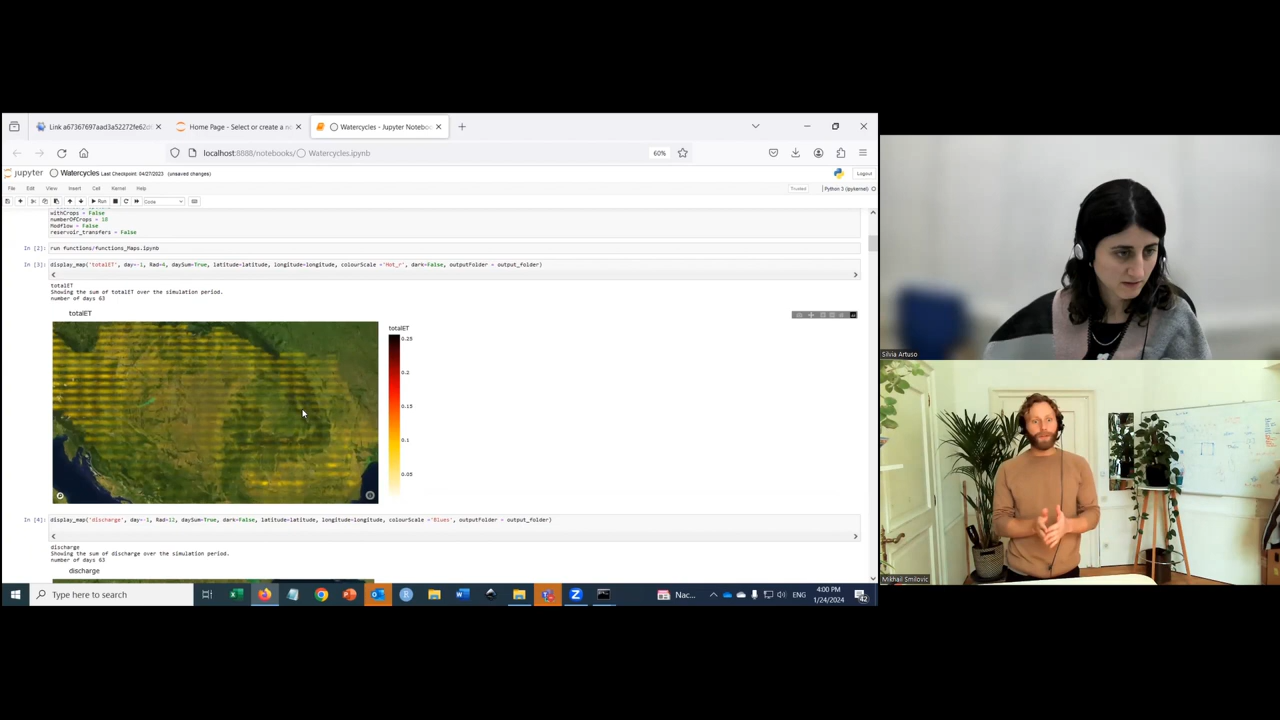 Link a67367697aad3a52272fe62d
Home Page - Select or create a n
Watercycles - Jupyter Notebo
localhost:8888/notebooks/
Watercycles.ipynb
60%
jupyter
Watercycles Last Checkpoint: 04/27/2023 (unsaved changes)
Logout
File Edit View Insert Cell Kernel Help
Trusted
Python 3 (ipykernel)
Run
Code
withCrops = False
numberOfCrops = 18
Modflow = False
reservoir_transfers = False
In [2]: run functions/functions_Maps.ipynb
In [3]: display_map('totalET', day=-1, Rad=4, daySum=True, latitude=latitude, longitude=longitude, colourScale ='Hot_r', dark=False, outputFolder = output_folder)
totalET
Showing the sum of totalET over the simulation period.
number of days 63
totalET
totalET
0.25
0.2
0.15
0.1
0.05
In [4]: display_map('discharge', day=-1, Rad=12, daySum=True, dark=False, latitude=latitude, longitude=longitude, colourScale ='Blues', outputFolder = output_folder)
discharge
Showing the sum of discharge over the simulation period.
number of days 63
discharge
Type here to search
Nac...
ENG
4:00 PM
1/24/2024
42
Silvia Artuso
Mikhail Smilovic